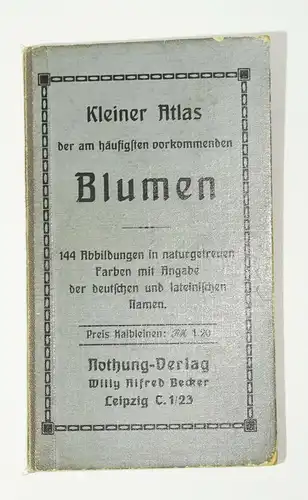 Kleiner Atlas
der am häufigsten vorkommenden
Blumen
144 Abbildungen in naturgetreuen
Farben mit Angabe
der deutschen und lateinischen
Namen.
Preis Halbleinen: RM 1.20
Nothung-Verlag
Willy Alfred Becker
Leipzig C. 1/23